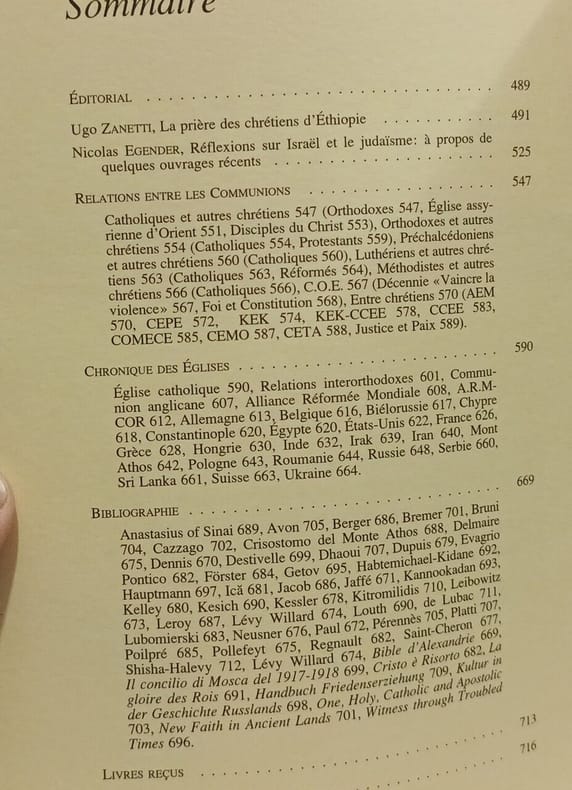 Sommaire
ÉDITORIAL . . . . . . . . . . . . . . . . . . . . . . . . . . . . . . . 489
Ugo ZANETTI, La prière des chrétiens d'Éthiopie . . . . . . . . . . 491
Nicolas EGENDER, Réflexions sur Israël et le judaïsme: à propos de
quelques ouvrages récents . . . . . . . . . . . . . . . . . . . . 525
RELATIONS ENTRE LES COMMUNIONS . . . . . . . . . . . . . . . . . 547
Catholiques et autres chrétiens 547 (Orthodoxes 547, Église assy-
rienne d'Orient 551, Disciples du Christ 553), Orthodoxes et autres
chrétiens 554 (Catholiques 554, Protestants 559), Préchalcédoniens
et autres chrétiens 560 (Catholiques 560), Luthériens et autres chré-
tiens 563 (Catholiques 563, Réformés 564), Méthodistes et autres
chrétiens 566 (Catholiques 566), C.O.E. 567 (Décennie «Vaincre la
violence» 567, Foi et Constitution 568), Entre chrétiens 570 (AEM
570, CEPE 572, KEK 574, KEK-CCEE 578, CCEE 583,
COMECE 585, CEMO 587, CETA 588, Justice et Paix 589).
CHRONIQUE DES ÉGLISES . . . . . . . . . . . . . . . . . . . . . . 590
Église catholique 590, Relations interorthodoxes 601, Commu-
nion anglicane 607, Alliance Réformée Mondiale 608, A.R.M-
COR 612, Allemagne 613, Belgique 616, Biélorussie 617, Chypre
618, Constantinople 620, Égypte 620, États-Unis 622, France 626,
Grèce 628, Hongrie 630, Inde 632, Irak 639, Iran 640, Mont
Athos 642, Pologne 643, Roumanie 644, Russie 648, Serbie 660,
Sri Lanka 661, Suisse 663, Ukraine 664.
BIBLIOGRAPHIE . . . . . . . . . . . . . . . . . . . . . . . . . . 669
Anastasius of Sinai 689, Avon 705, Berger 686, Bremer 701, Bruni
704, Cazzago 702, Crisostomo del Monte Athos 688, Delmaire
675, Dennis 670, Destivelle 699, Dhaoui 707, Dupuis 679, Evagrio
Pontico 682, Förster 684, Getov 695, Habtemichael-Kidane 692,
Hauptmann 697, Ică 681, Jacob 686, Jaffé 671, Kannookadan 693,
Kelley 680, Kesich 690, Kessler 678, Kitromilidis 710, Leibowitz
673, Leroy 687, Lévy Willard 674, Louth 690, de Lubac 711,
Lubomierski 683, Neusner 676, Paul 672, Pérennès 705, Platti 707,
Poilpré 685, Pollefeyt 675, Regnault 682, Saint-Cheron 677,
Shisha-Halevy 712, Lévy Willard 674, Bible d'Alexandrie 669,
Il concilio di Mosca del 1917-1918 699, Cristo è Risorto 682, La
gloire des Rois 691, Handbuch Friedenserziehung 709, Kultur in
der Geschichte Russlands 698, One, Holy, Catholic and Apostolic
703, New Faith in Ancient Lands 701, Witness through Troubled
Times 696.
LIVRES REÇUS . . . . . . . . . . . . . . . . . . . . . . . . . . 713
716